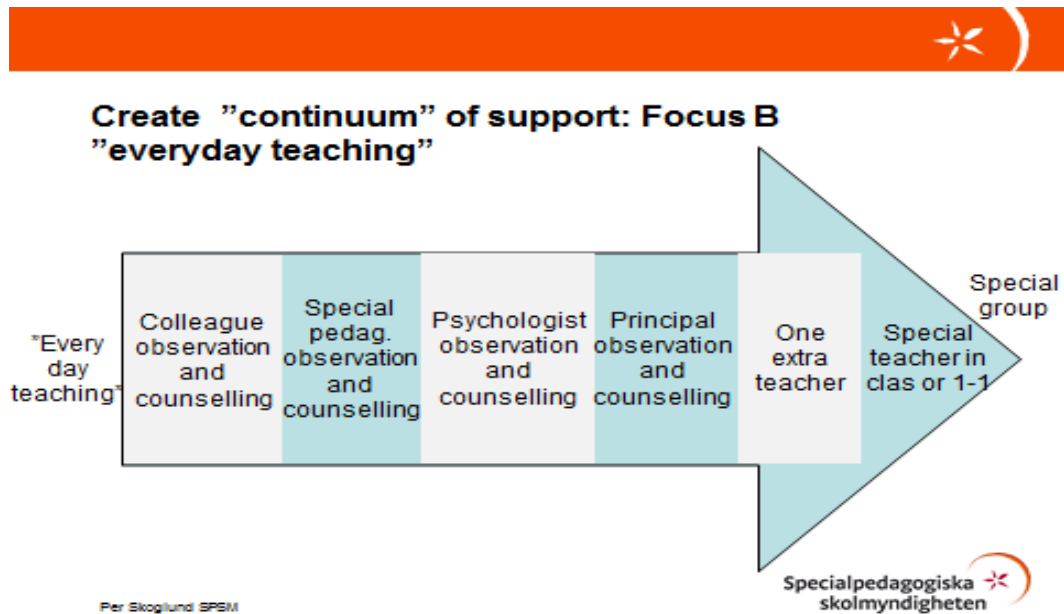 Create ”continuum” of support: Focus B
”everyday teaching”
”Every
day
teaching”
Colleague
observation
and
counselling
Special
pedag.
observation
and
counselling
Psychologist
observation
and
counselling
Principal
observation
and
counselling
One
extra
teacher
Special
teacher in
clas or 1-1
Special
group
Per Skoglund SPSM
Specialpedagogiska
skolmyndigheten